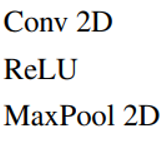 Conv 2D
ReLU
MaxPool 2D